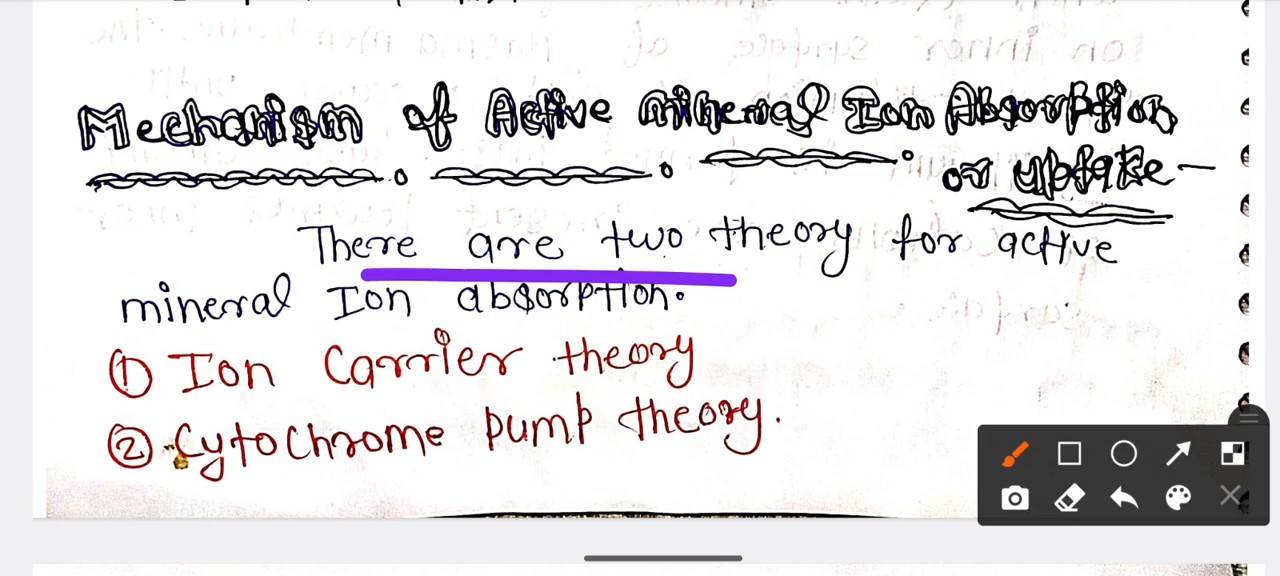 Mechanism of Active mineral Ion Absorption
or uptake -
There are two theory for active
mineral Ion absorption.
① Ion Carrier theory
② Cytochrome pump theory.